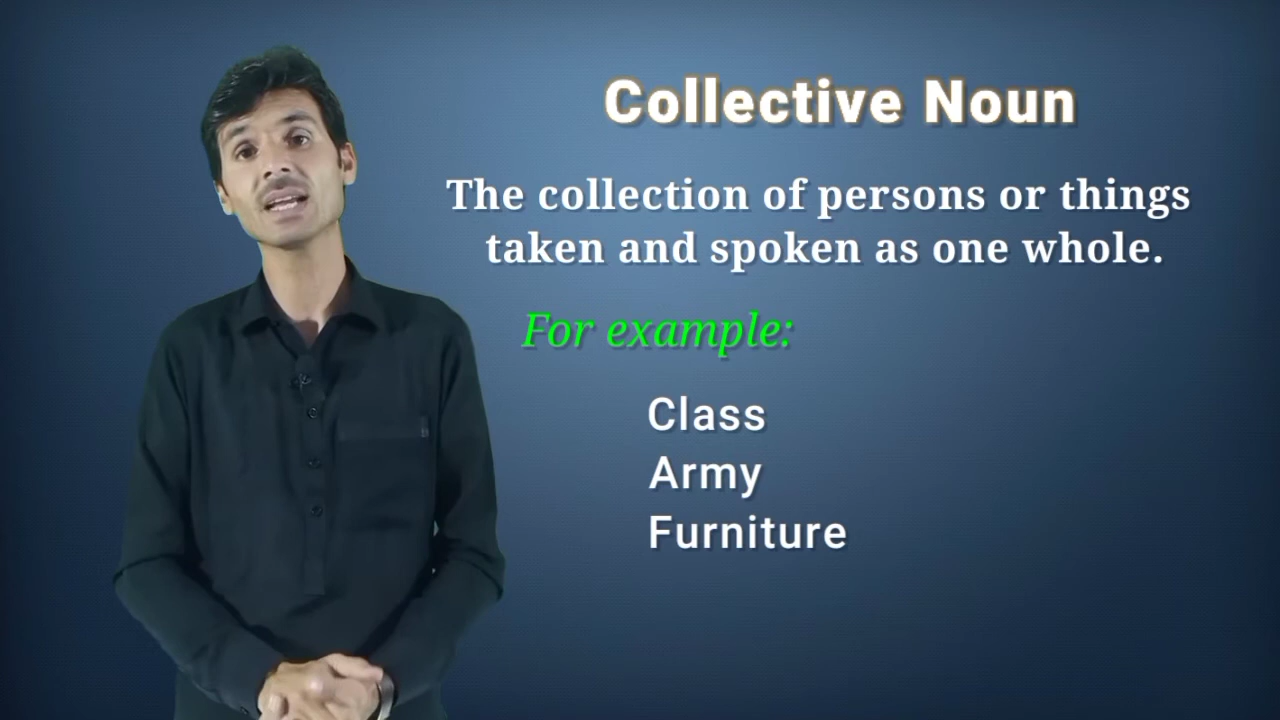 Collective Noun
The collection of persons or things
taken and spoken as one whole.
For example:
Class
Army
Furniture